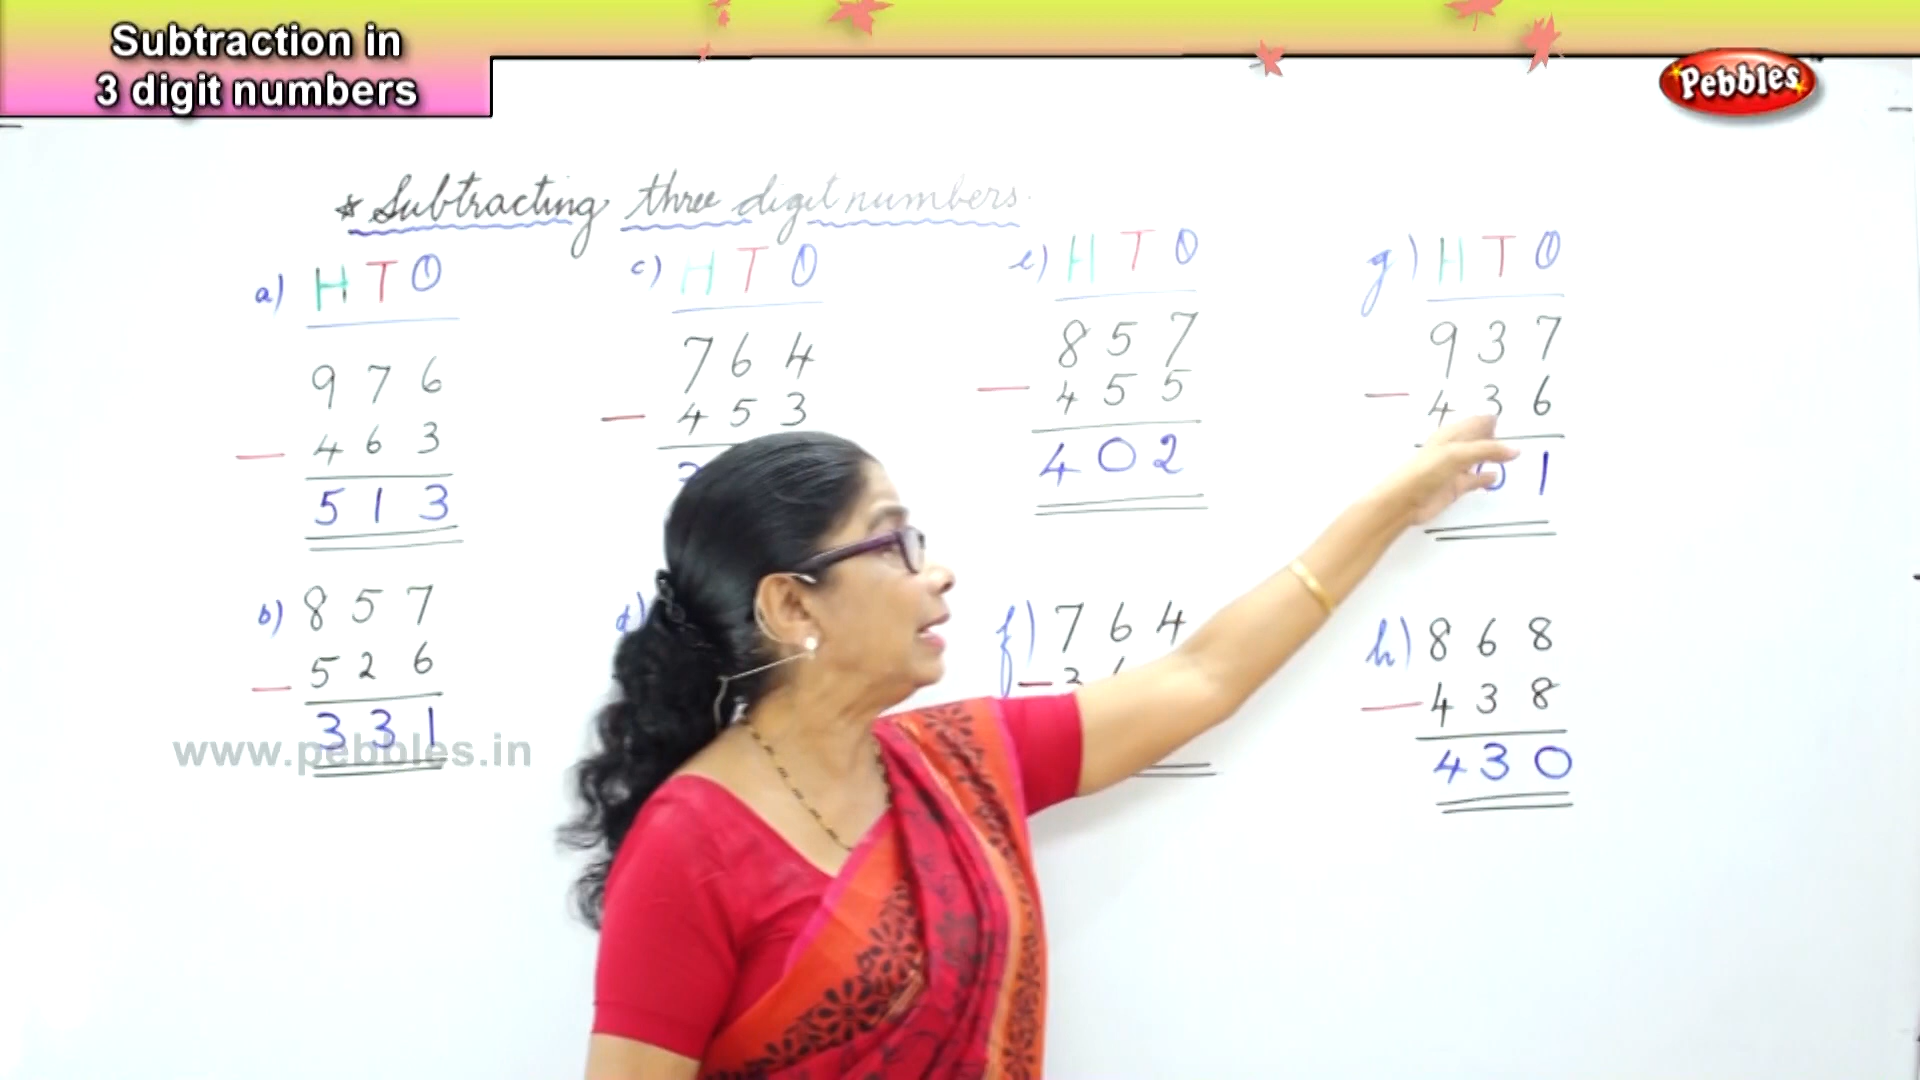 Subtraction in
3 digit numbers
Pebbles
* Subtracting three digit numbers.
a) H T O
9 7 6
- 4 6 3
5 1 3
b) 8 5 7
- 5 2 6
3 3 1
www.pebbles.in
c) H T O
7 6 4
- 4 5 3
d)
e) H T O
8 5 7
- 4 5 5
4 0 2
f) 7 6 4
-
g) H T O
9 3 7
- 4 3 6
0 1
h) 8 6 8
- 4 3 8
4 3 0